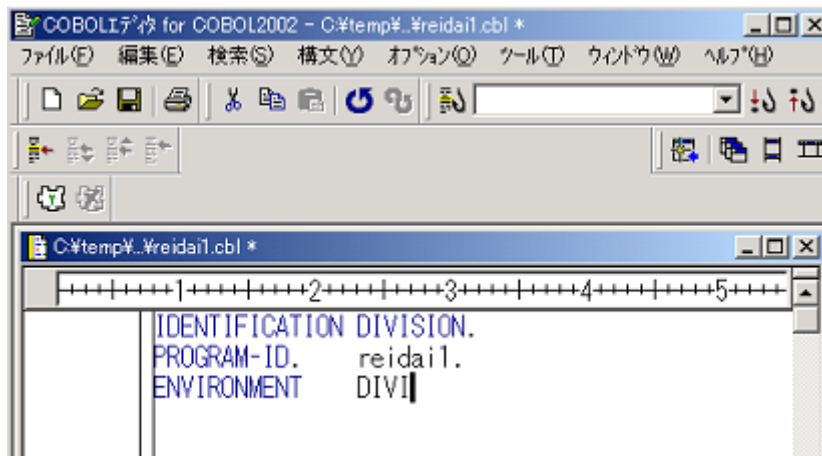 COBOLｴﾃﾞｨﾀ for COBOL2002 - C:¥temp¥..¥reidai1.cbl *
ファイル(F) 編集(E) 検索(S) 構文(Y) ｵﾌﾟｼｮﾝ(O) ツール(T) ウィンドウ(W) ﾍﾙﾌﾟ(H)
C:¥temp¥..¥reidai1.cbl *
1 2 3 4 5
IDENTIFICATION DIVISION.
PROGRAM-ID. reidai1.
ENVIRONMENT DIVI